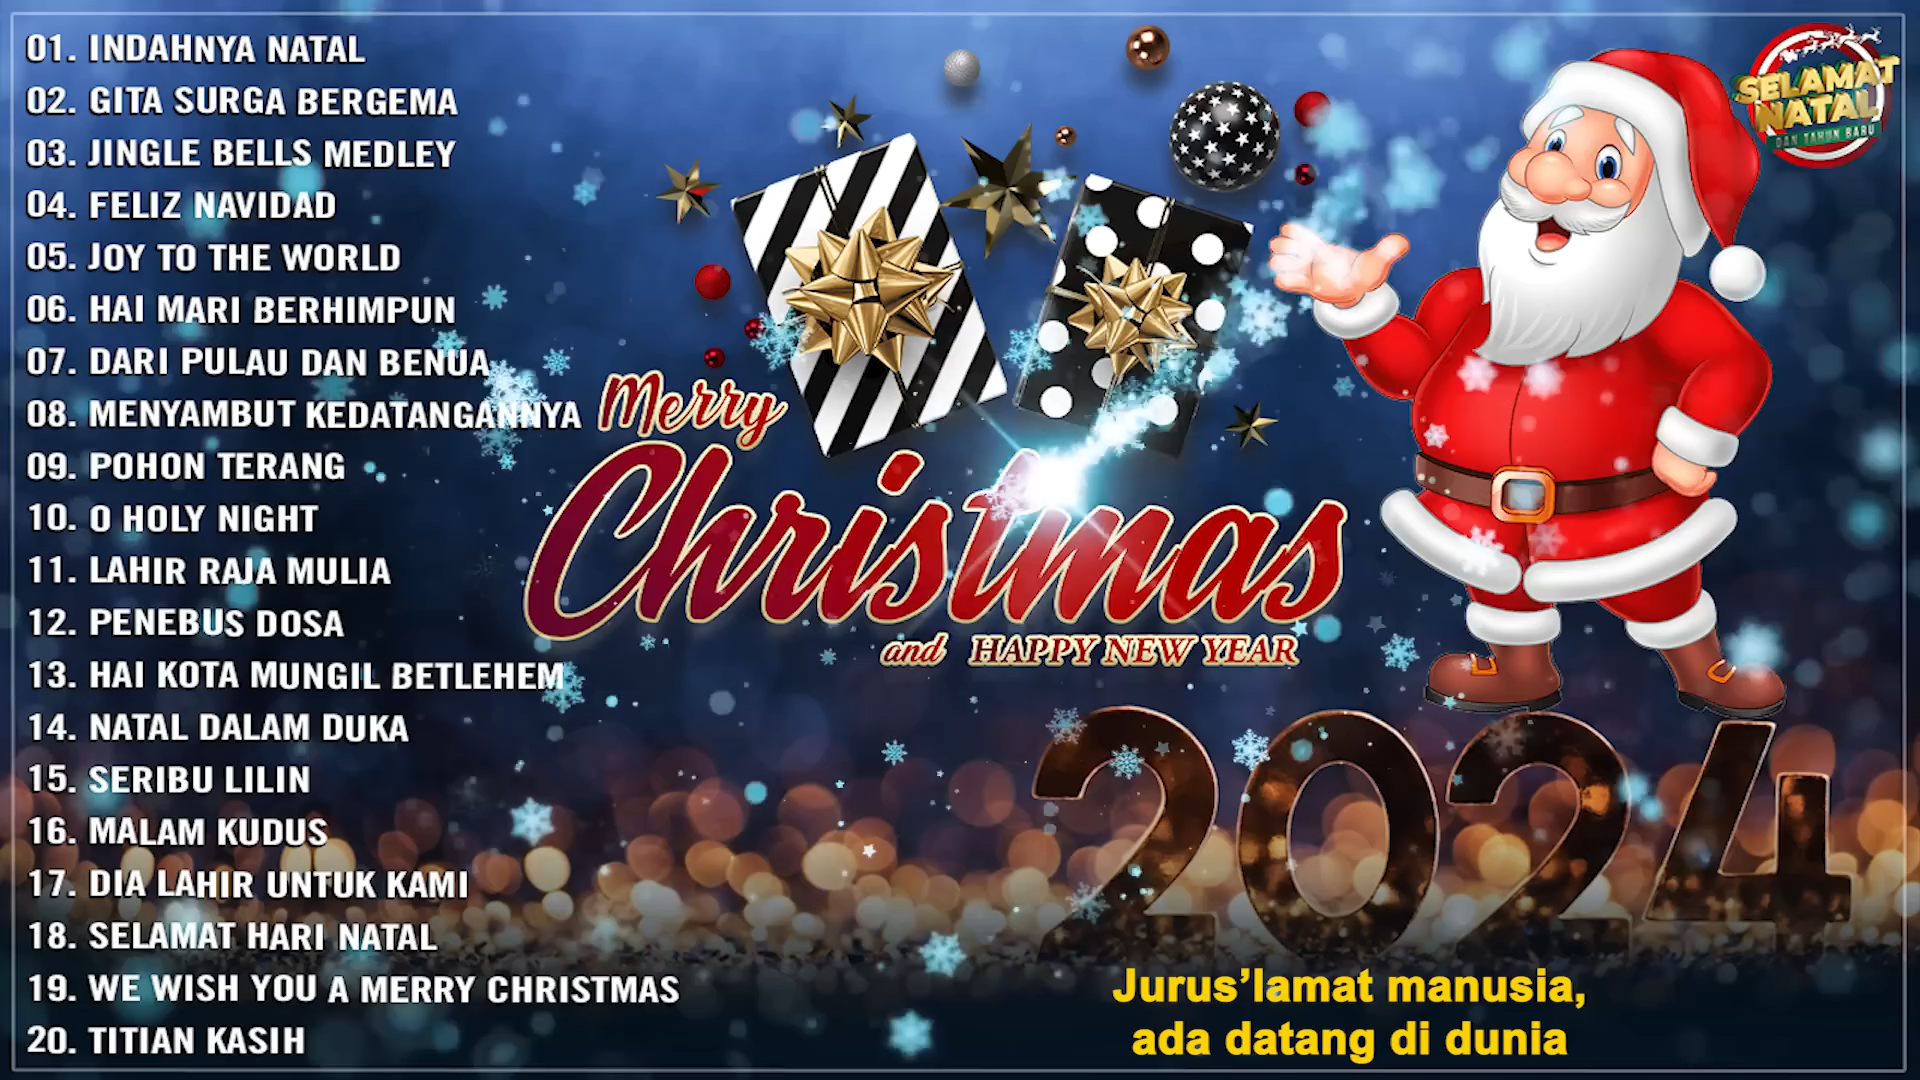 01. INDAHNYA NATAL
02. GITA SURGA BERGEMA
03. JINGLE BELLS MEDLEY
04. FELIZ NAVIDAD
05. JOY TO THE WORLD
06. HAI MARI BERHIMPUN
07. DARI PULAU DAN BENUA
08. MENYAMBUT KEDATANGANNYA
09. POHON TERANG
10. O HOLY NIGHT
11. LAHIR RAJA MULIA
12. PENEBUS DOSA
13. HAI KOTA MUNGIL BETLEHEM
14. NATAL DALAM DUKA
15. SERIBU LILIN
16. MALAM KUDUS
17. DIA LAHIR UNTUK KAMI
18. SELAMAT HARI NATAL
19. WE WISH YOU A MERRY CHRISTMAS
20. TITIAN KASIH
Merry
Christmas
and HAPPY NEW YEAR
2024
SELAMAT
NATAL
DAN TAHUN BARU
Jurus’lamat manusia,
ada datang di dunia